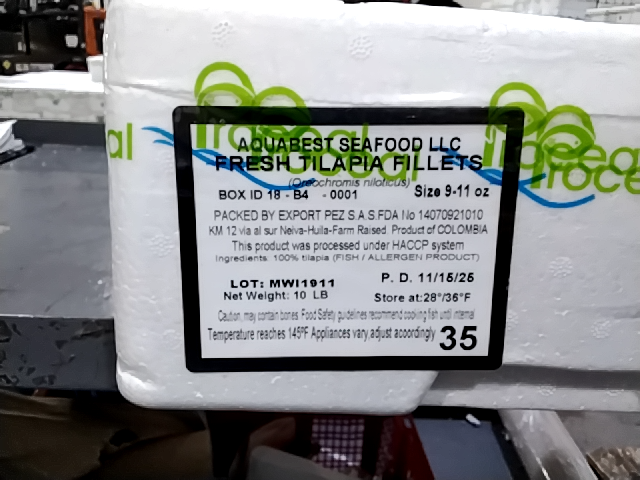 AQUABEST SEAFOOD LLC
FRESH TILAPIA FILLETS
(Oreochromis niloticus)
BOX ID 18 - B4 - 0001 Size 9-11 oz
PACKED BY EXPORT PEZ S.A.S.FDA No 14070921010
KM 12 via al sur Neiva-Huila-Farm Raised. Product of COLOMBIA
This product was processed under HACCP system
Ingredients: 100% tilapia (FISH / ALLERGEN PRODUCT)
LOT: MWI1911 P. D. 11/15/25
Net Weight: 10 LB Store at:28°/36°F
Caution, may contain bones. Food Safety guidelines recommend cooking fish until internal
Temperature reaches 145ºF Appliances vary,adjust acoordingly 35